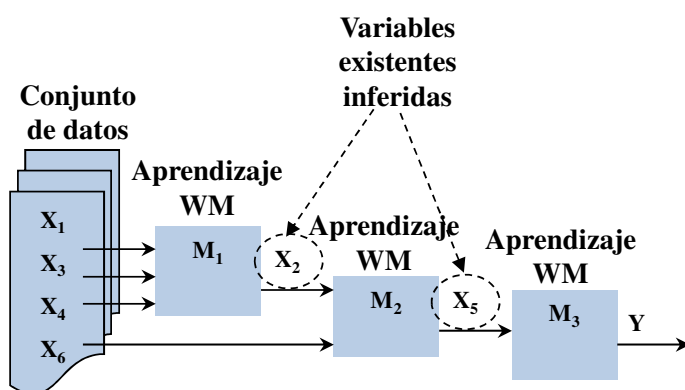 Variables
existentes
inferidas
Conjunto
de datos
Aprendizaje
WM
Aprendizaje
WM
Aprendizaje
WM
X1
X3
X4
X6
M1
X2
M2
X5
M3
Y